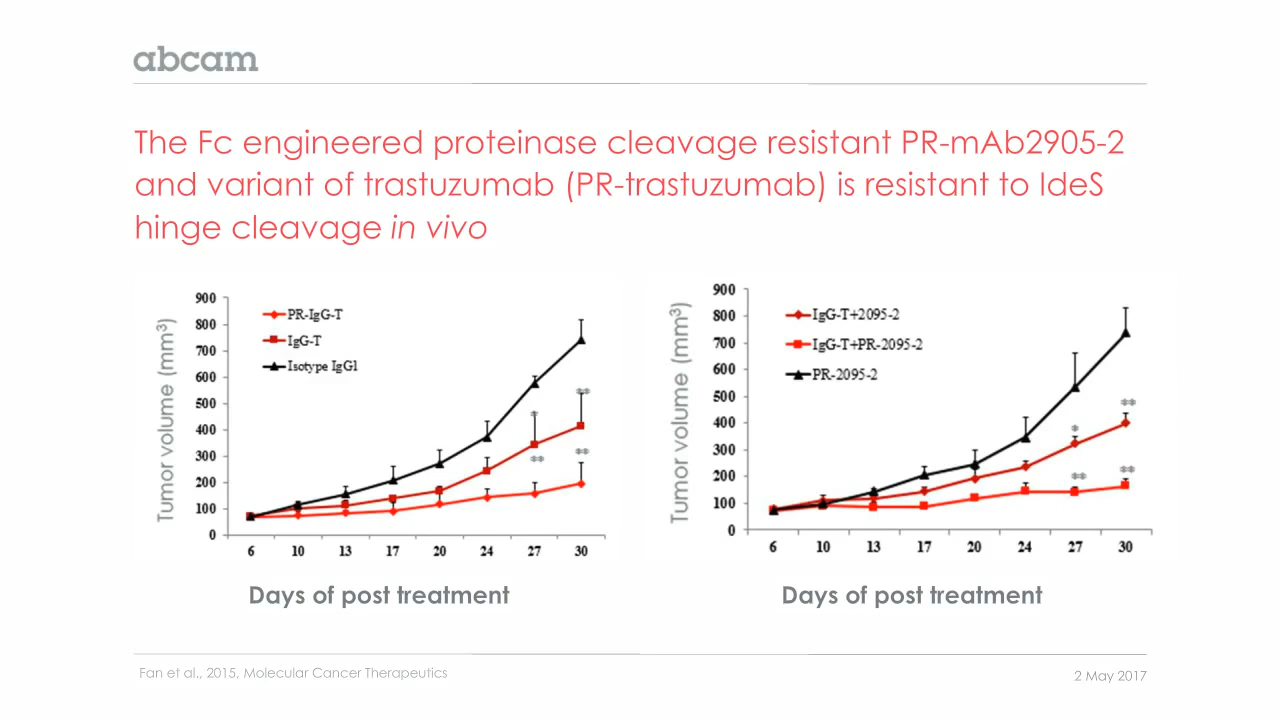 abcam
The Fc engineered proteinase cleavage resistant PR-mAb2905-2
and variant of trastuzumab (PR-trastuzumab) is resistant to IdeS
hinge cleavage in vivo
Tumor volume (mm³)
900
800
700
600
500
400
300
200
100
0
PR-IgG-T
IgG-T
Isotype IgG1
*
**
**
**
6 10 13 17 20 24 27 30
Days of post treatment
Tumor volume (mm³)
900
800
700
600
500
400
300
200
100
0
IgG-T+2095-2
IgG-T+PR-2095-2
PR-2095-2
**
*
**
**
6 10 13 17 20 24 27 30
Days of post treatment
Fan et al., 2015, Molecular Cancer Therapeutics
2 May 2017